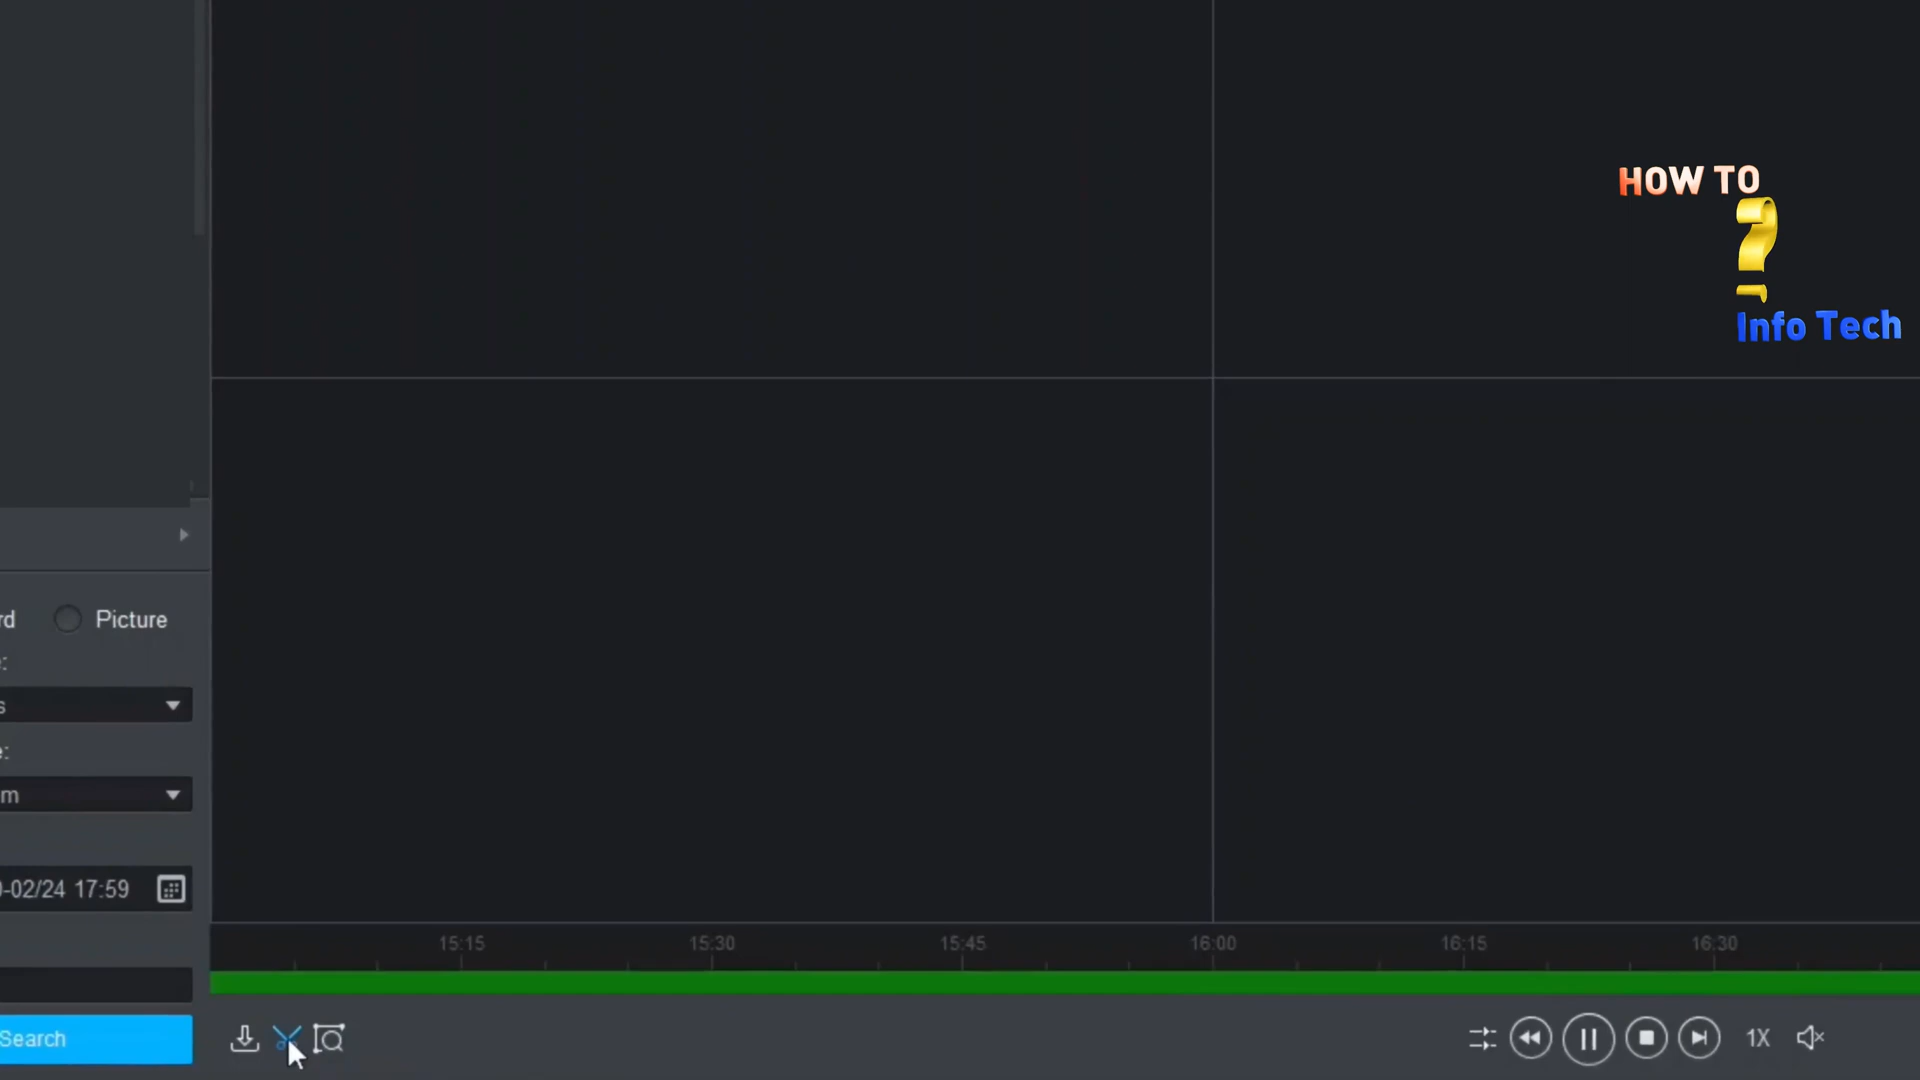 HOW TO
?
Info Tech
rd
Picture
e:
s
e:
m
-02/24 17:59
15:15
15:30
15:45
16:00
16:15
16:30
Search
1X